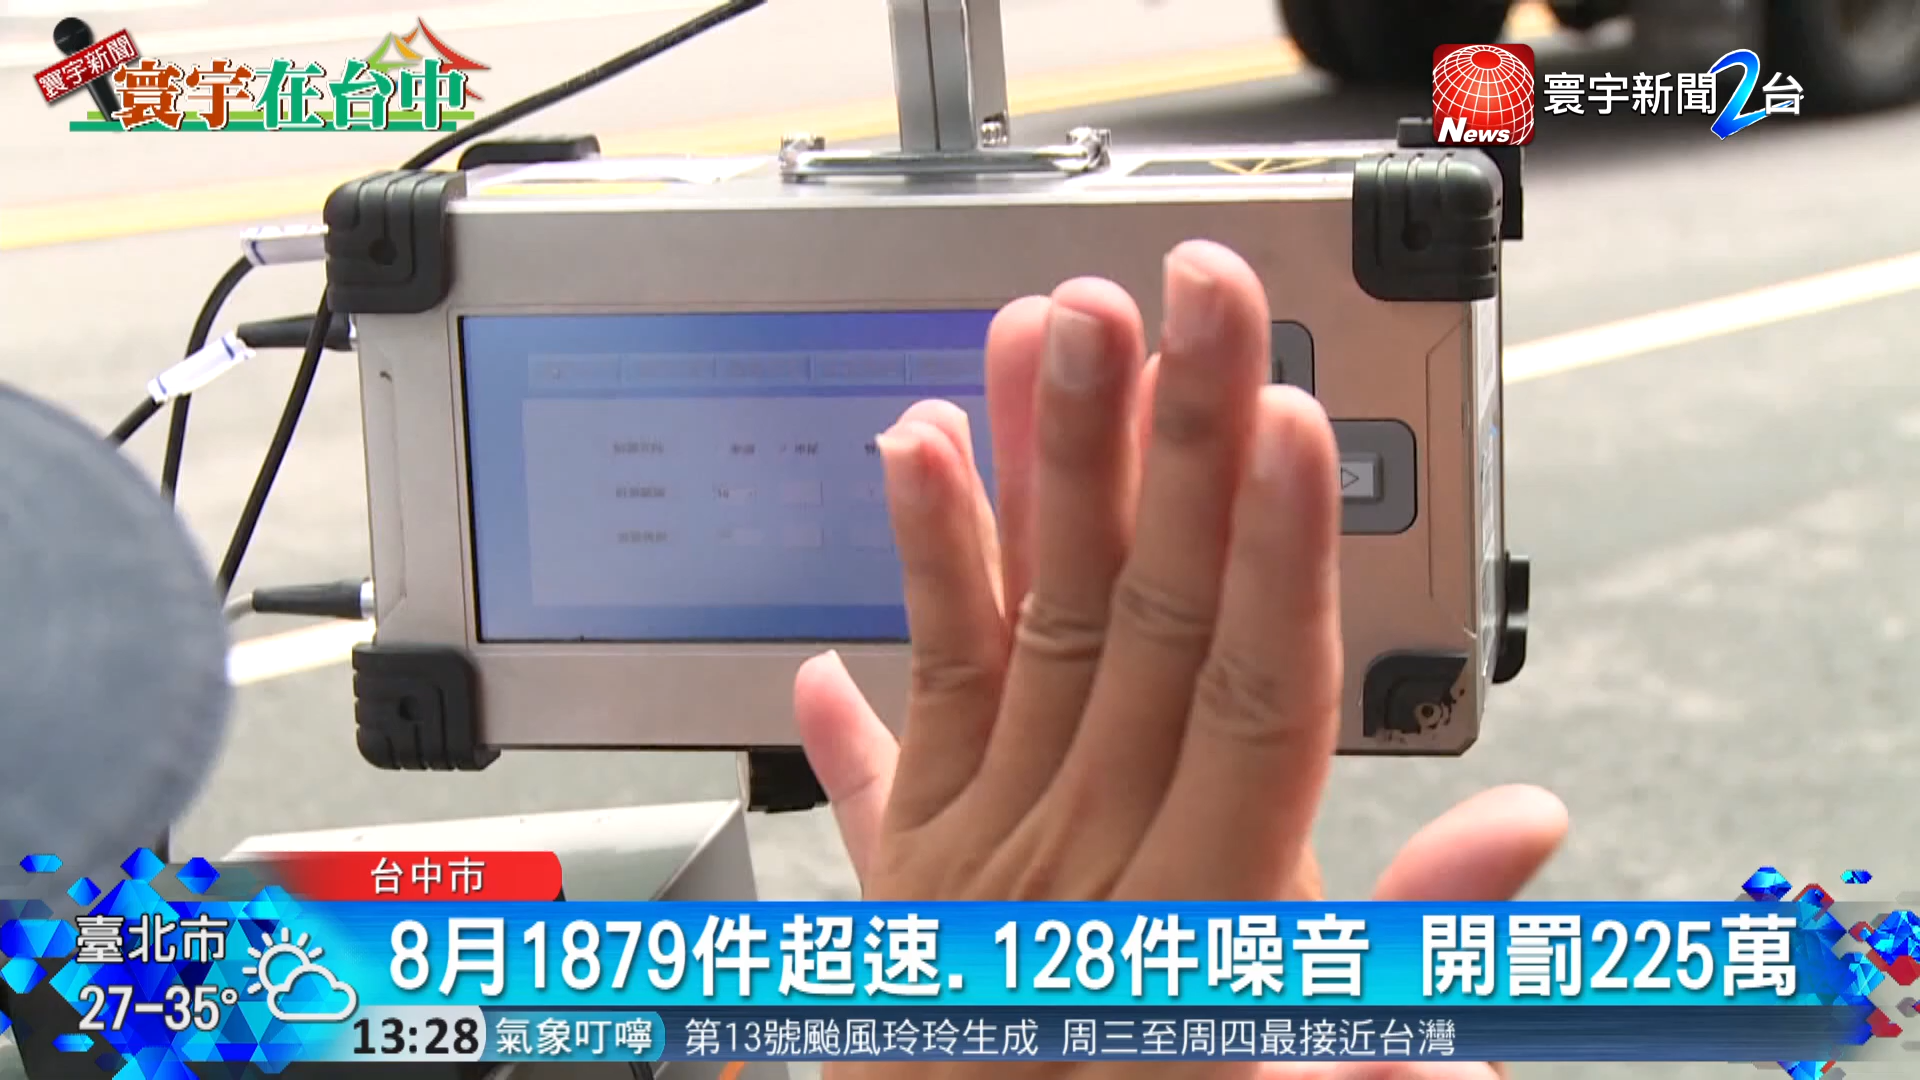 寰宇新聞
寰宇在台中
News
寰宇新聞2台
台中市
8月1879件超速.128件噪音 開罰225萬
臺北市
27-35°
13:28
氣象叮嚀
第13號颱風玲玲生成 周三至周四最接近台灣